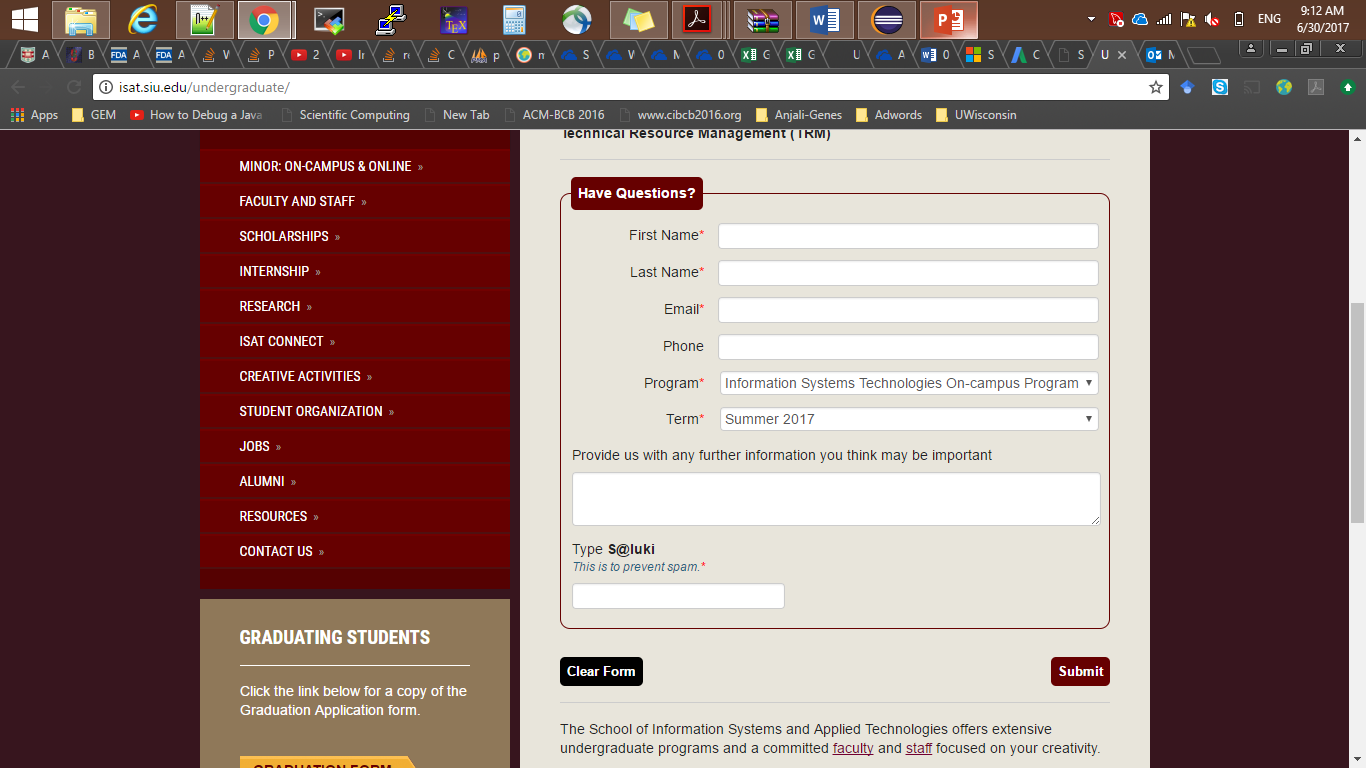 ENG
9:12 AM
6/30/2017
isat.siu.edu/undergraduate/
Apps GEM How to Debug a Java Scientific Computing New Tab ACM-BCB 2016 www.cibcb2016.org Anjali-Genes Adwords UWisconsin
MINOR: ON-CAMPUS & ONLINE »
FACULTY AND STAFF »
SCHOLARSHIPS »
INTERNSHIP »
RESEARCH »
ISAT CONNECT »
CREATIVE ACTIVITIES »
STUDENT ORGANIZATION »
JOBS »
ALUMNI »
RESOURCES »
CONTACT US »
GRADUATING STUDENTS
Click the link below for a copy of the
Graduation Application form.
GRADUATION FORM
Technical Resource Management (TRM)
Have Questions?
First Name*
Last Name*
Email*
Phone
Program* Information Systems Technologies On-campus Program
Term* Summer 2017
Provide us with any further information you think may be important
Type S@luki
This is to prevent spam.*
Clear Form Submit
The School of Information Systems and Applied Technologies offers extensive
undergraduate programs and a committed faculty and staff focused on your creativity.